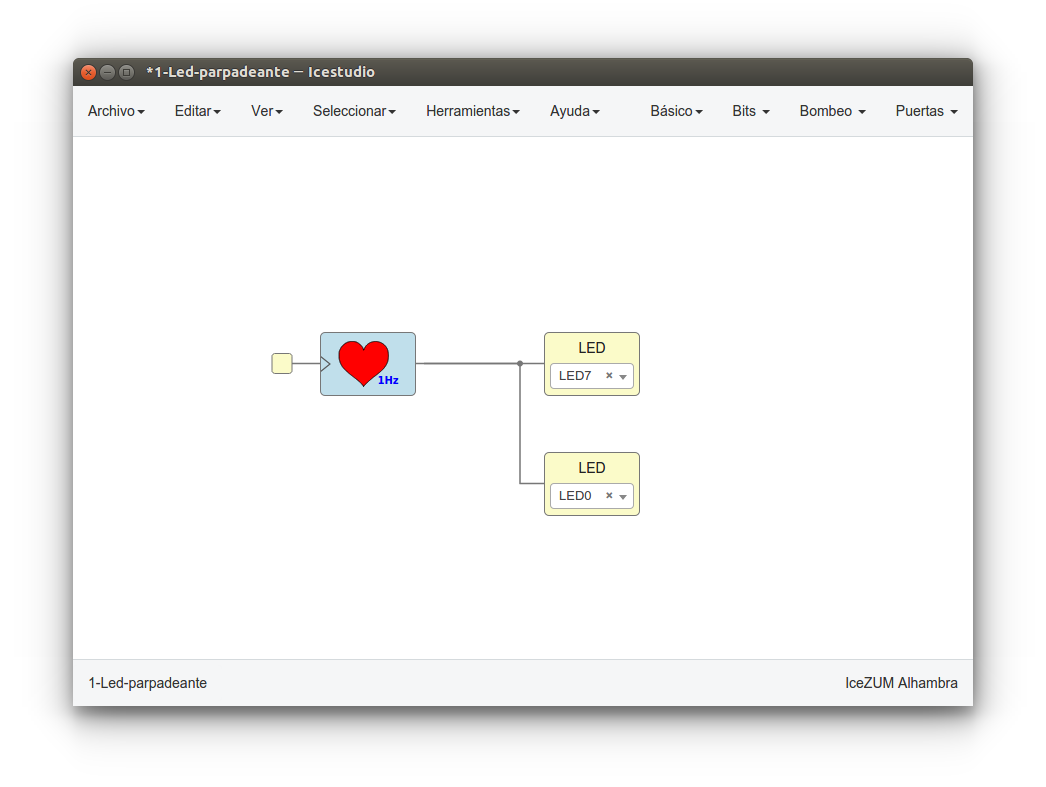 *1-Led-parpadeante — Icestudio
Archivo Editar Ver Seleccionar Herramientas Ayuda Básico Bits Bombeo Puertas
LED
LED7
1Hz
LED
LED0
1-Led-parpadeante IceZUM Alhambra